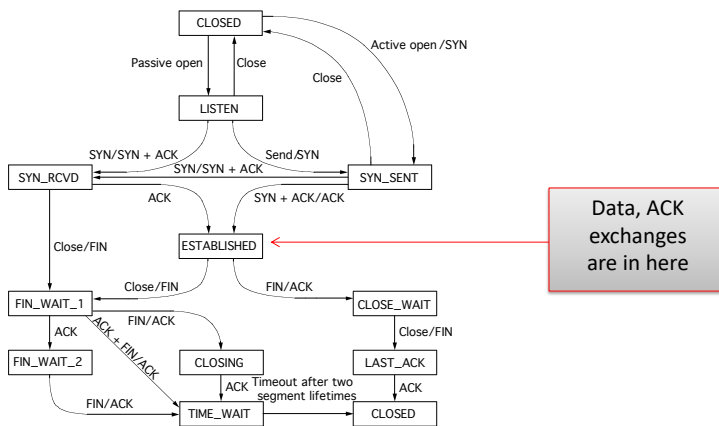 CLOSED
Active open /SYN
Passive open
Close
Close
LISTEN
SYN/SYN + ACK
Send/SYN
SYN/SYN + ACK
SYN_RCVD
SYN_SENT
ACK
SYN + ACK/ACK
Data, ACK
exchanges
are in here
ESTABLISHED
Close/FIN
Close/FIN
FIN/ACK
FIN_WAIT_1
CLOSE_WAIT
ACK
ACK + FIN/ACK
FIN/ACK
Close/FIN
FIN_WAIT_2
CLOSING
LAST_ACK
ACK
Timeout after two
segment lifetimes
ACK
FIN/ACK
TIME_WAIT
CLOSED